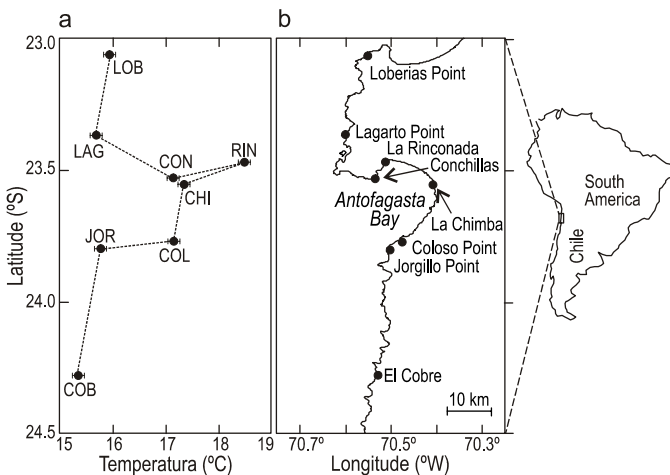 a
b
23.0
23.5
24.0
24.5
Latitude (ºS)
LOB
LAG
CON
RIN
CHI
JOR
COL
COB
15
16
17
18
19
Temperatura (ºC)
Loberias Point
Lagarto Point
La Rinconada
Conchillas
Antofagasta
Bay
La Chimba
Coloso Point
Jorgillo Point
El Cobre
10 km
70.7º
70.5º
70.3º
Longitude (ºW)
South
America
Chile